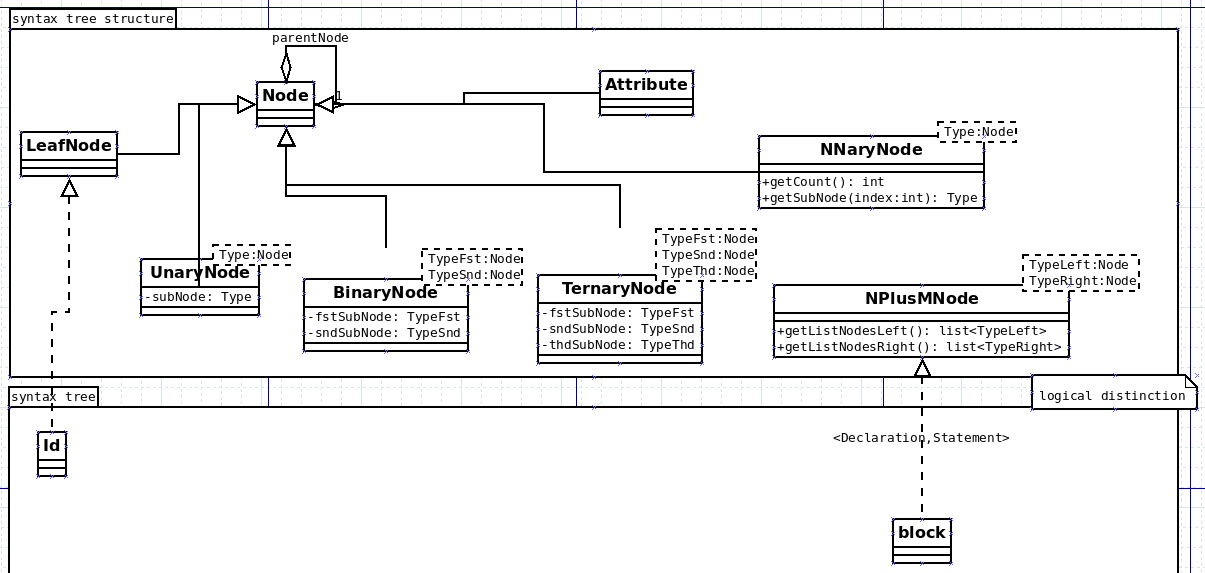 syntax tree structure
parentNode
Node
1
Attribute
LeafNode
Type:Node
NNaryNode
+getCount(): int
+getSubNode(index:int): Type
Type:Node
UnaryNode
-subNode: Type
TypeFst:Node
TypeSnd:Node
BinaryNode
-fstSubNode: TypeFst
-sndSubNode: TypeSnd
TypeFst:Node
TypeSnd:Node
TypeThd:Node
TernaryNode
-fstSubNode: TypeFst
-sndSubNode: TypeSnd
-thdSubNode: TypeThd
TypeLeft:Node
TypeRight:Node
NPlusMNode
+getListNodesLeft(): list<TypeLeft>
+getListNodesRight(): list<TypeRight>
logical distinction
syntax tree
Id
<Declaration,Statement>
block